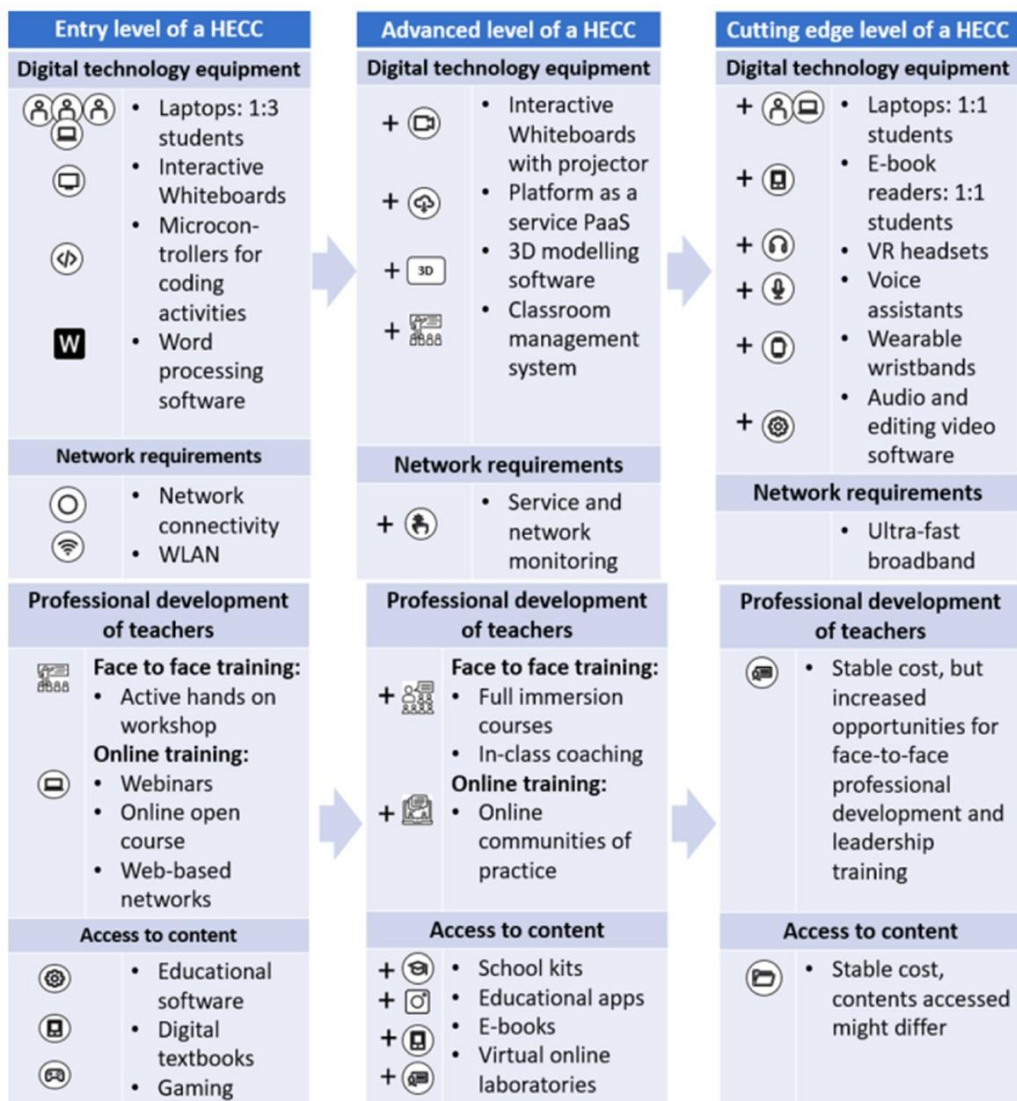 Entry level of a HECC
Digital technology equipment
• Laptops: 1:3
students
• Interactive
Whiteboards
• Microcon-
trollers for
coding
activities
</>
W
• Word
processing
software
Network requirements
• Network
connectivity
• WLAN
Professional development
of teachers
Face to face training:
• Active hands on
workshop
Online training:
• Webinars
• Online open
course
• Web-based
networks
Access to content
• Educational
software
• Digital
textbooks
• Gaming
Advanced level of a HECC
Digital technology equipment
+ • Interactive
Whiteboards
with projector
+ • Platform as a
service PaaS
+ 3D • 3D modelling
software
+ • Classroom
management
system
Network requirements
+ • Service and
network
monitoring
Professional development
of teachers
Face to face training:
+ • Full immersion
courses
• In-class coaching
Online training:
+ • Online
communities of
practice
Access to content
+ • School kits
+ • Educational apps
+ • E-books
+ • Virtual online
laboratories
Cutting edge level of a HECC
Digital technology equipment
+ • Laptops: 1:1
students
+ • E-book
readers: 1:1
students
+ • VR headsets
+ • Voice
assistants
+ • Wearable
wristbands
+ • Audio and
editing video
software
Network requirements
• Ultra-fast
broadband
Professional development
of teachers
• Stable cost, but
increased
opportunities for
face-to-face
professional
development and
leadership
training
Access to content
• Stable cost,
contents accessed
might differ